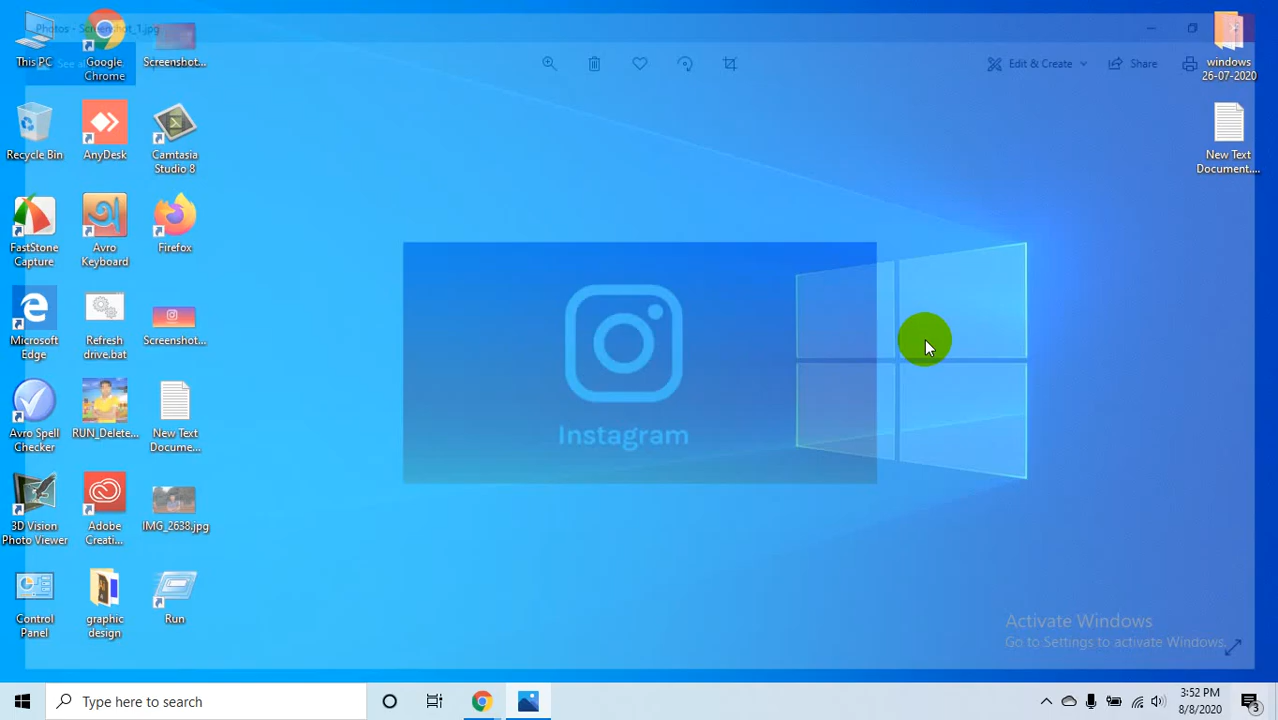 Photos - Screenshot_1.jpg
See al
Edit & Create
Share
This PC
Google
Chrome
Screenshot...
windows
26-07-2020
Recycle Bin
AnyDesk
Camtasia
Studio 8
New Text
Document....
FastStone
Capture
Avro
Keyboard
Firefox
Microsoft
Edge
Refresh
drive.bat
Screenshot...
Instagram
Avro Spell
Checker
RUN_Delete...
New Text
Docume...
3D Vision
Photo Viewer
Adobe
Creati...
IMG_2638.jpg
Control
Panel
graphic
design
Run
Activate Windows
Go to Settings to activate Windows.
Type here to search
3:52 PM
8/8/2020
3